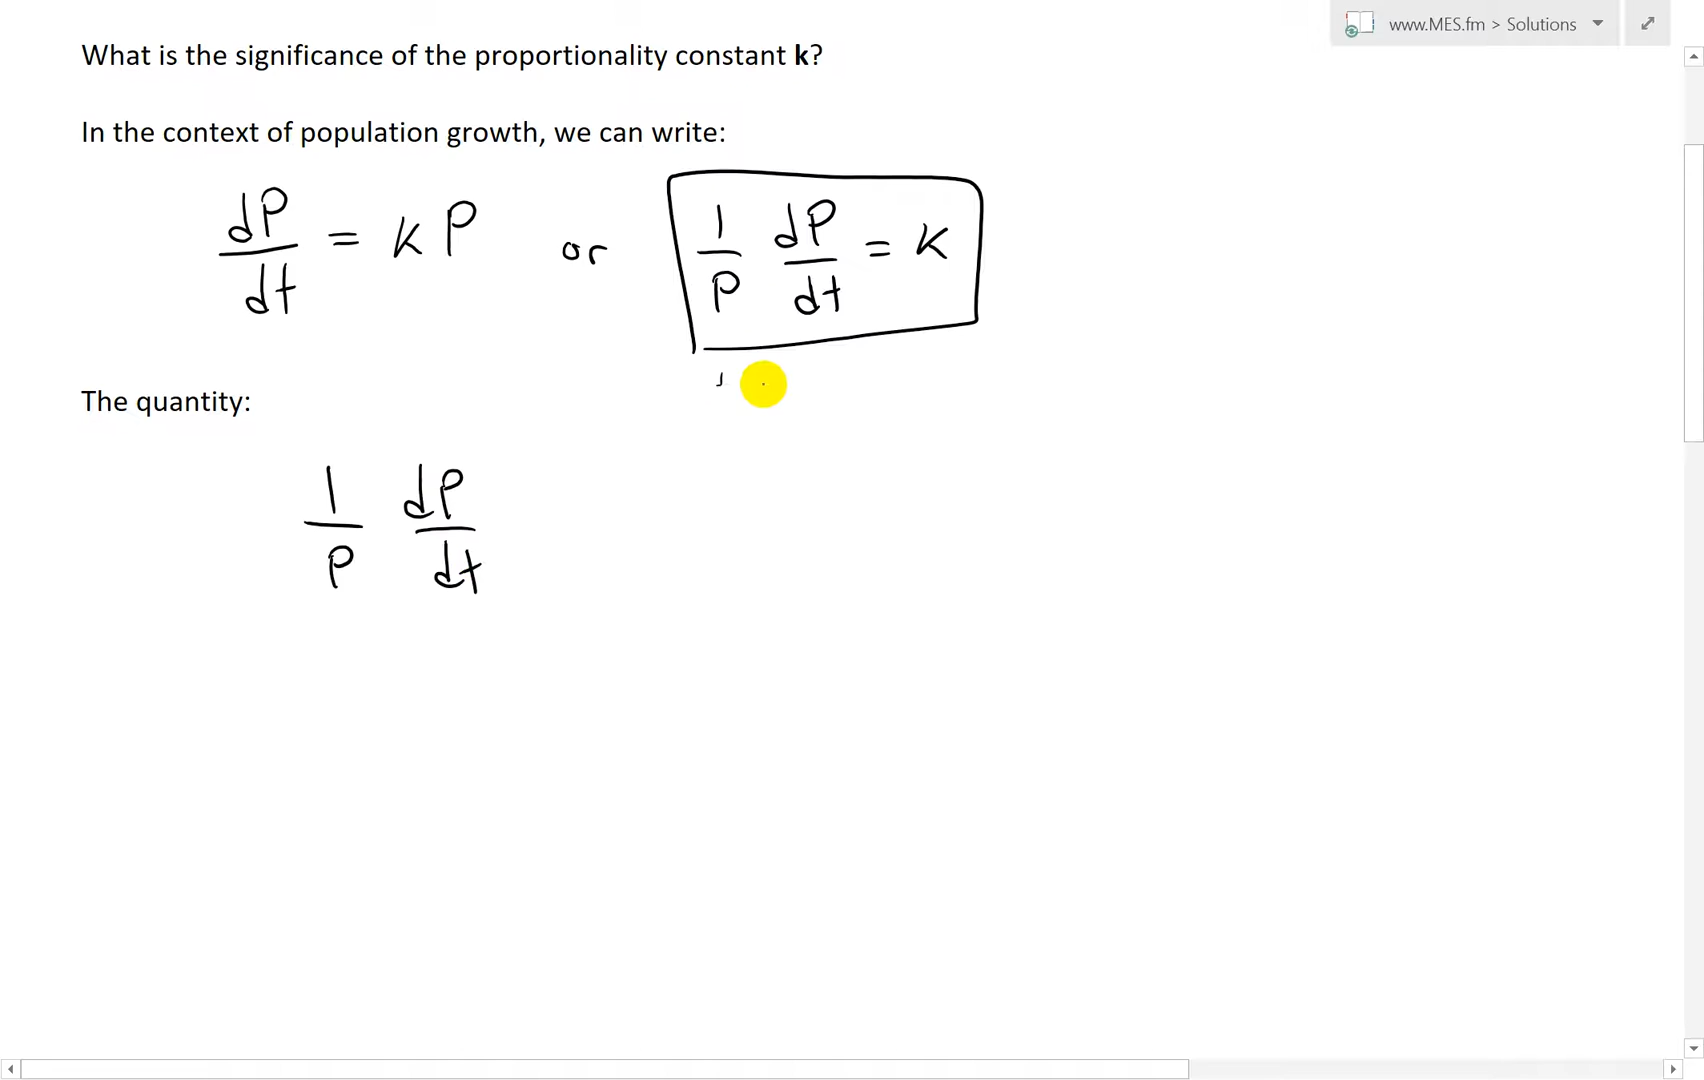 www.MES.fm > Solutions
What is the significance of the proportionality constant k?
In the context of population growth, we can write:
dP/dt = k P or 1/P dP/dt = k
The quantity:
1/P dP/dt